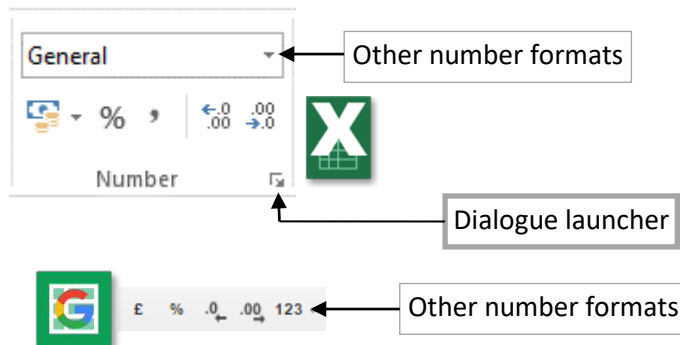 General
Other number formats
% , ←.0 .00 .00 →.0
Number
X
Dialogue launcher
G £ % .0← .00→ 123
Other number formats